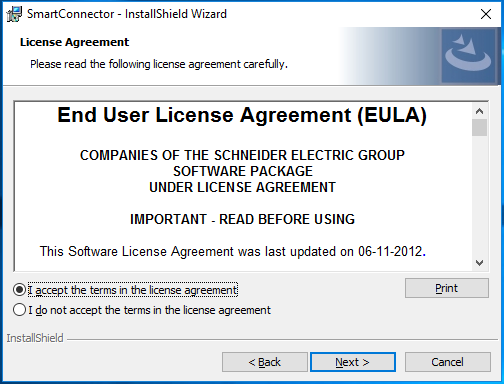 SmartConnector - InstallShield Wizard
License Agreement
Please read the following license agreement carefully.
End User License Agreement (EULA)
COMPANIES OF THE SCHNEIDER ELECTRIC GROUP
SOFTWARE PACKAGE
UNDER LICENSE AGREEMENT
IMPORTANT - READ BEFORE USING
This Software License Agreement was last updated on 06-11-2012.
I accept the terms in the license agreement
Print
I do not accept the terms in the license agreement
InstallShield
< Back
Next >
Cancel